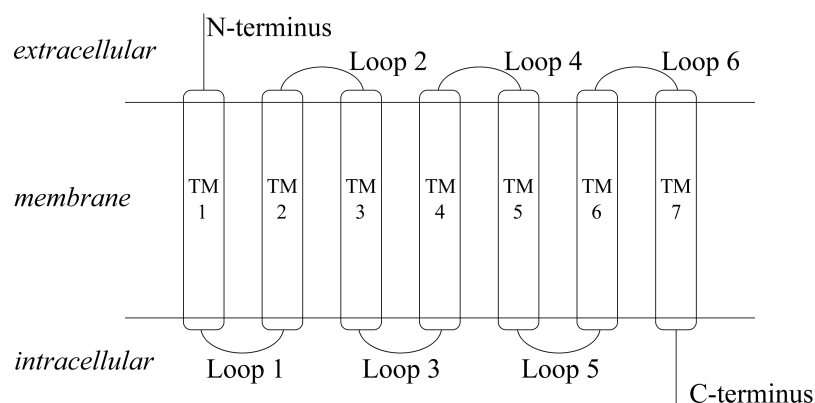 N-terminus
extracellular
Loop 2
Loop 4
Loop 6
membrane
TM
1
TM
2
TM
3
TM
4
TM
5
TM
6
TM
7
intracellular
Loop 1
Loop 3
Loop 5
C-terminus